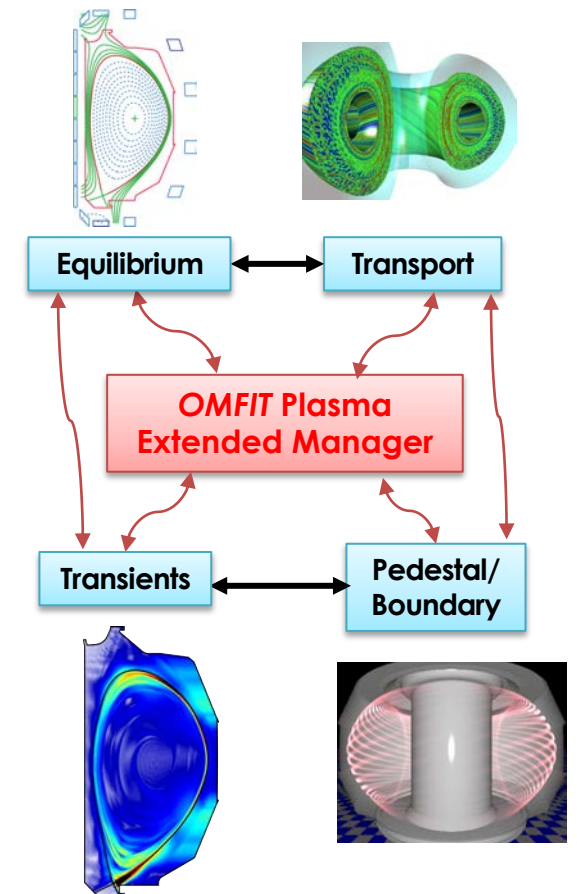 Equilibrium
Transport
OMFIT Plasma
Extended Manager
Transients
Pedestal/
Boundary